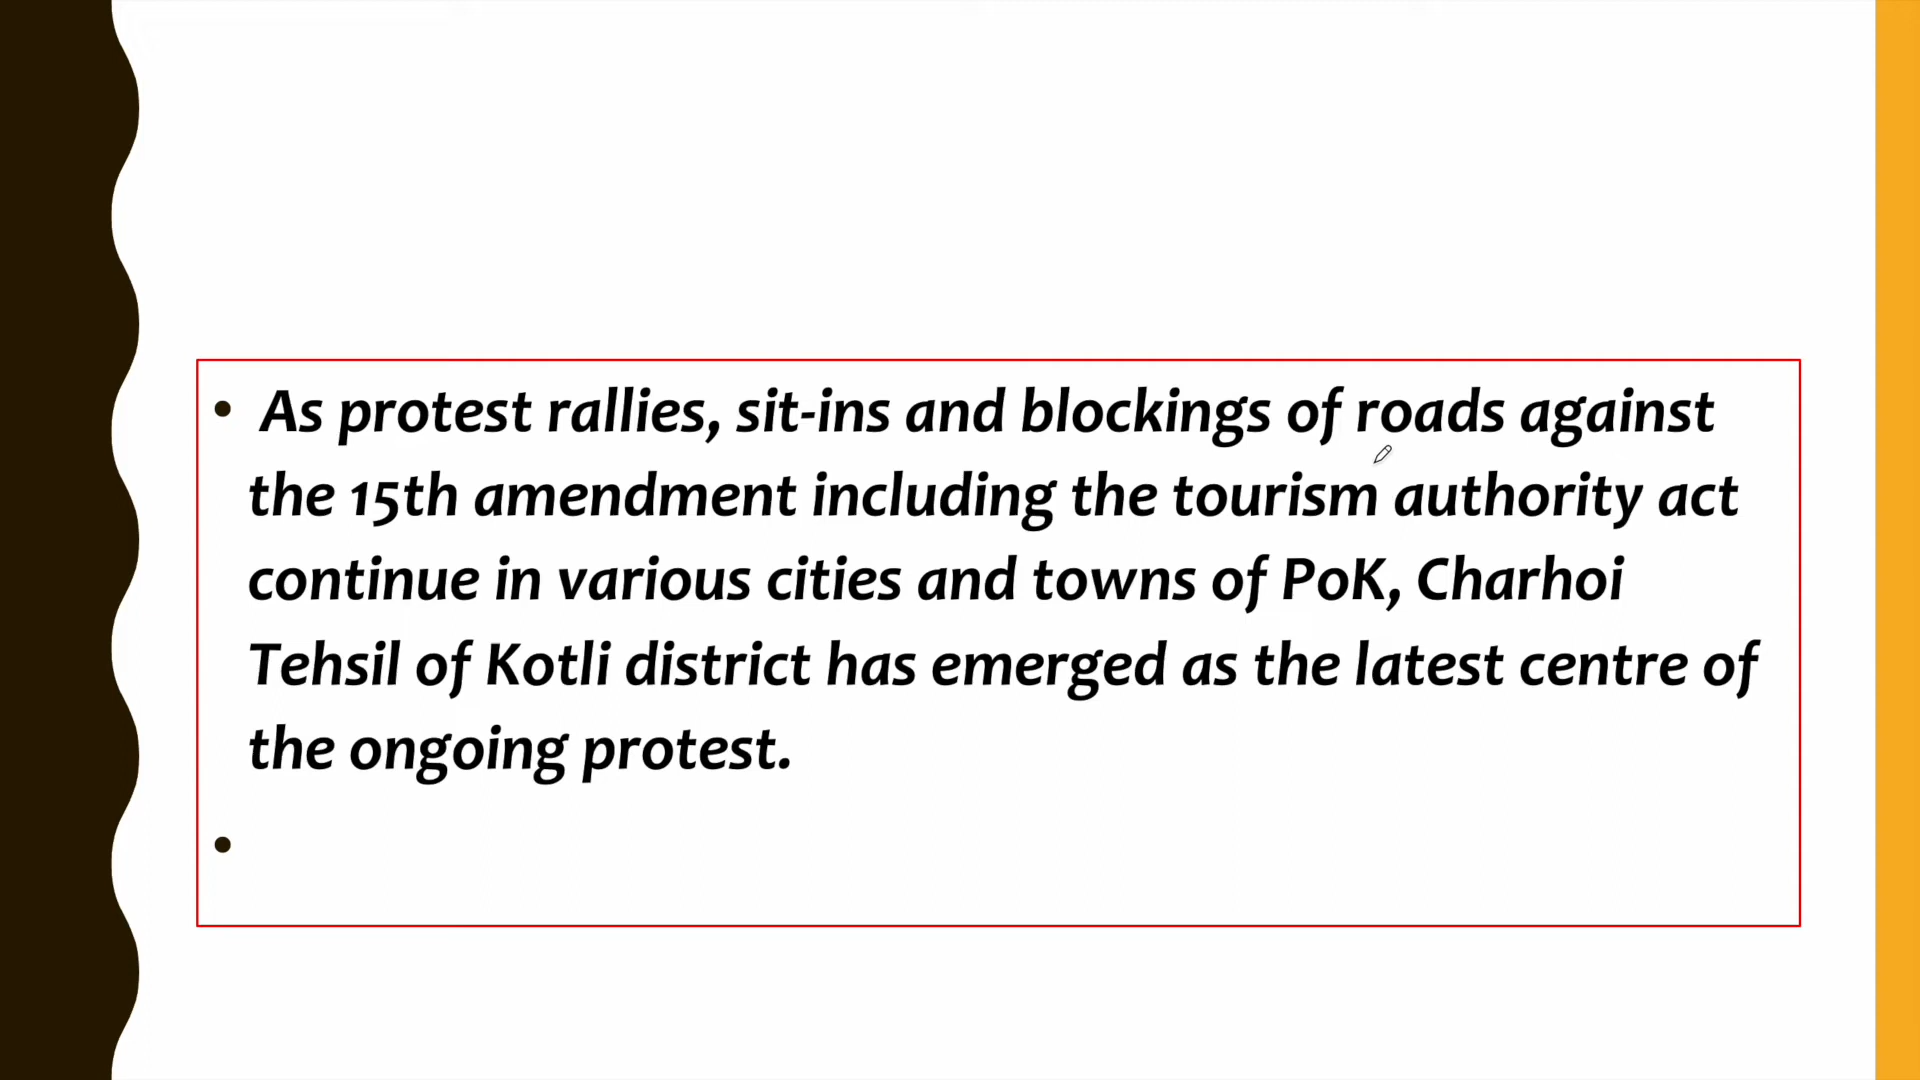 • As protest rallies, sit-ins and blockings of roads against
the 15th amendment including the tourism authority act
continue in various cities and towns of PoK, Charhoi
Tehsil of Kotli district has emerged as the latest centre of
the ongoing protest.
•